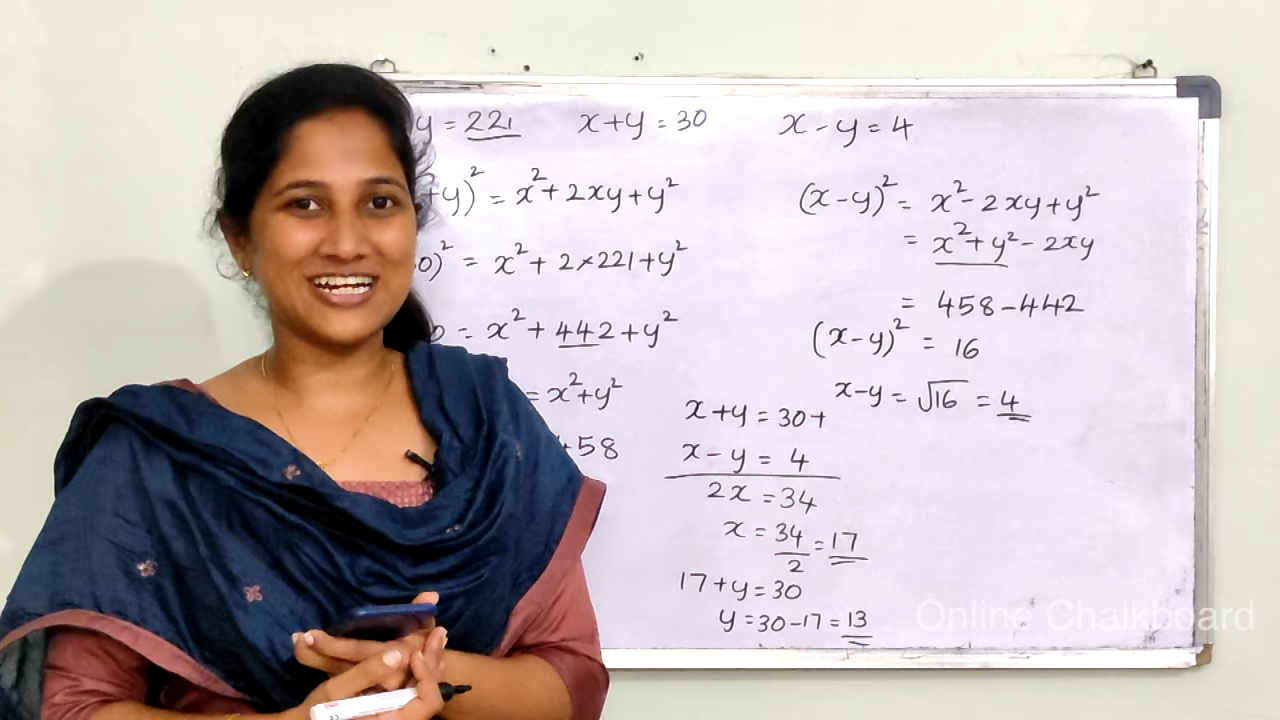 y = 221 x+y = 30 x - y = 4
+y)² = x² + 2xy + y²
0)² = x² + 2×221 + y²
0 = x² + 442 + y²
= x²+y²
458
(x - y)² = x² - 2xy + y²
= x² + y² - 2xy
= 458 - 442
(x-y)² = 16
x-y = √16 = 4
x+y = 30+
x - y = 4
2x = 34
x = 34/2 = 17
17+y = 30
y = 30-17 = 13
Online Chalkboard